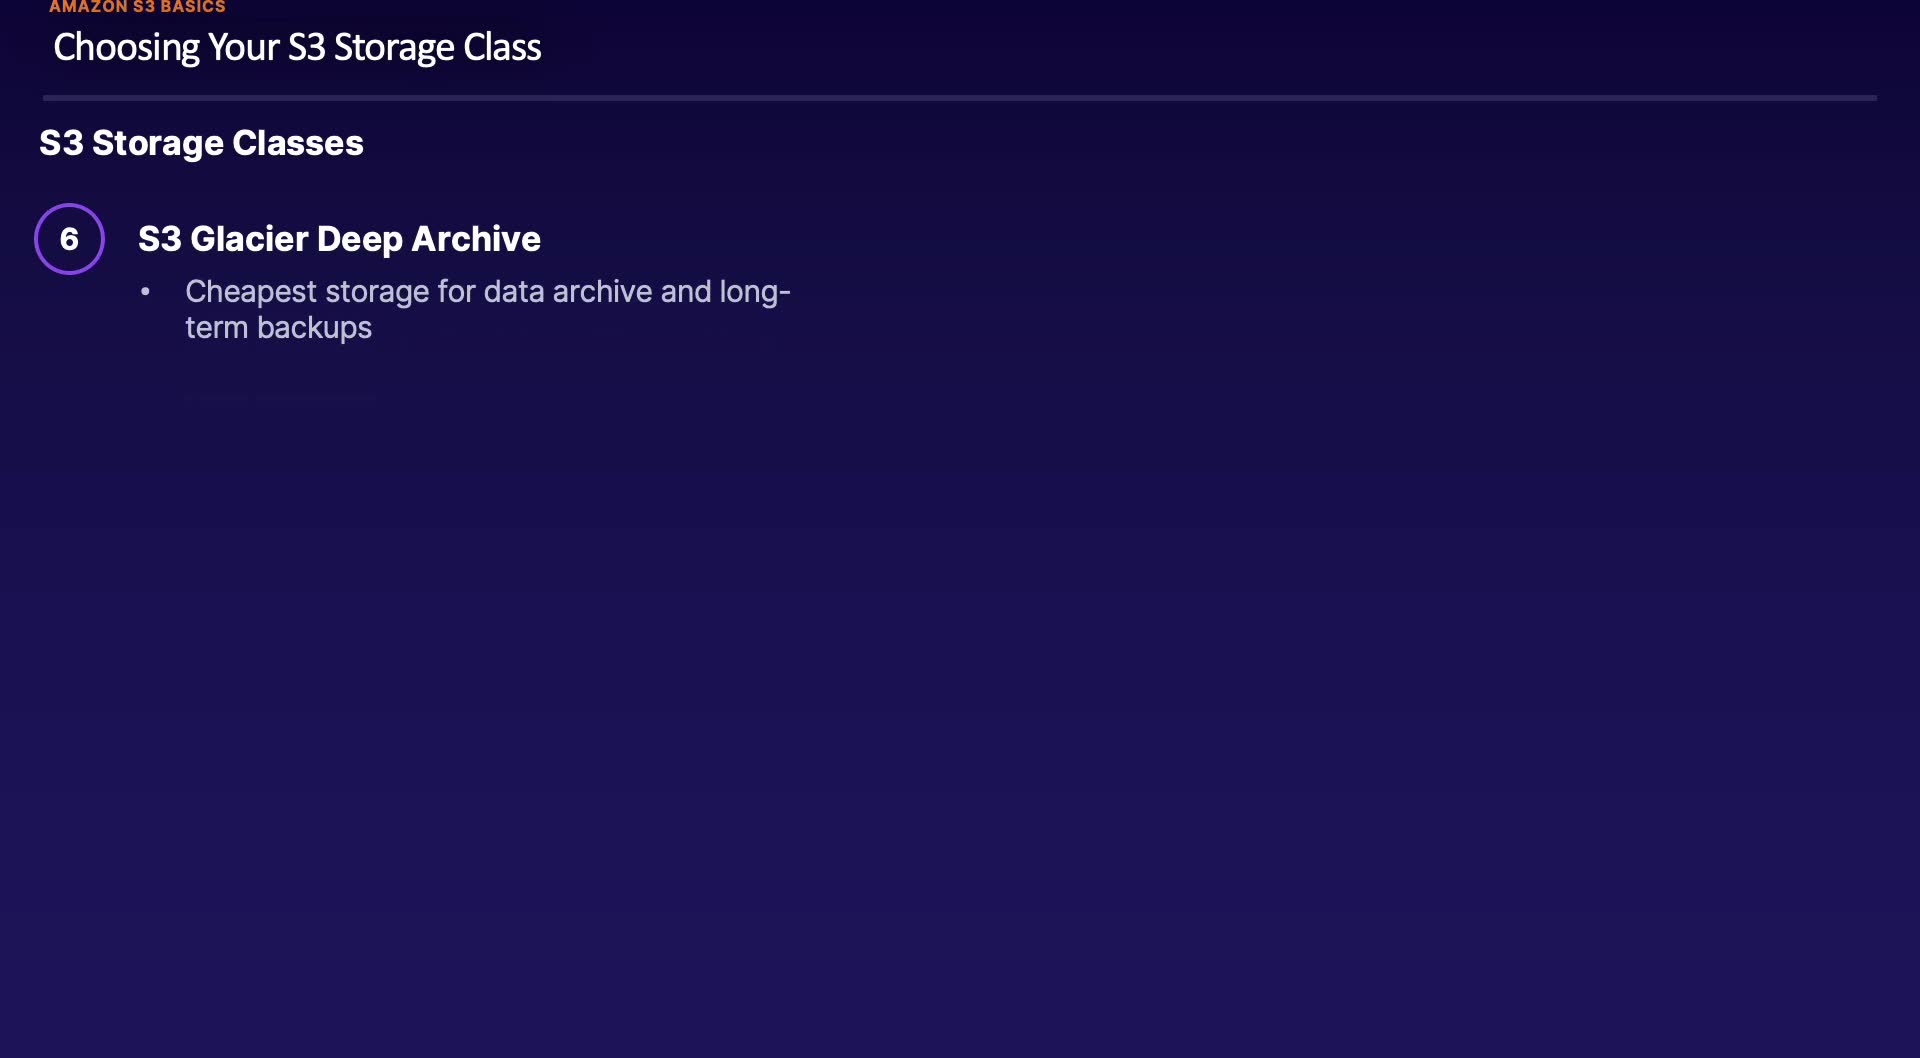 AMAZON S3 BASICS
Choosing Your S3 Storage Class
S3 Storage Classes
6
S3 Glacier Deep Archive
• Cheapest storage for data archive and long-
term backups